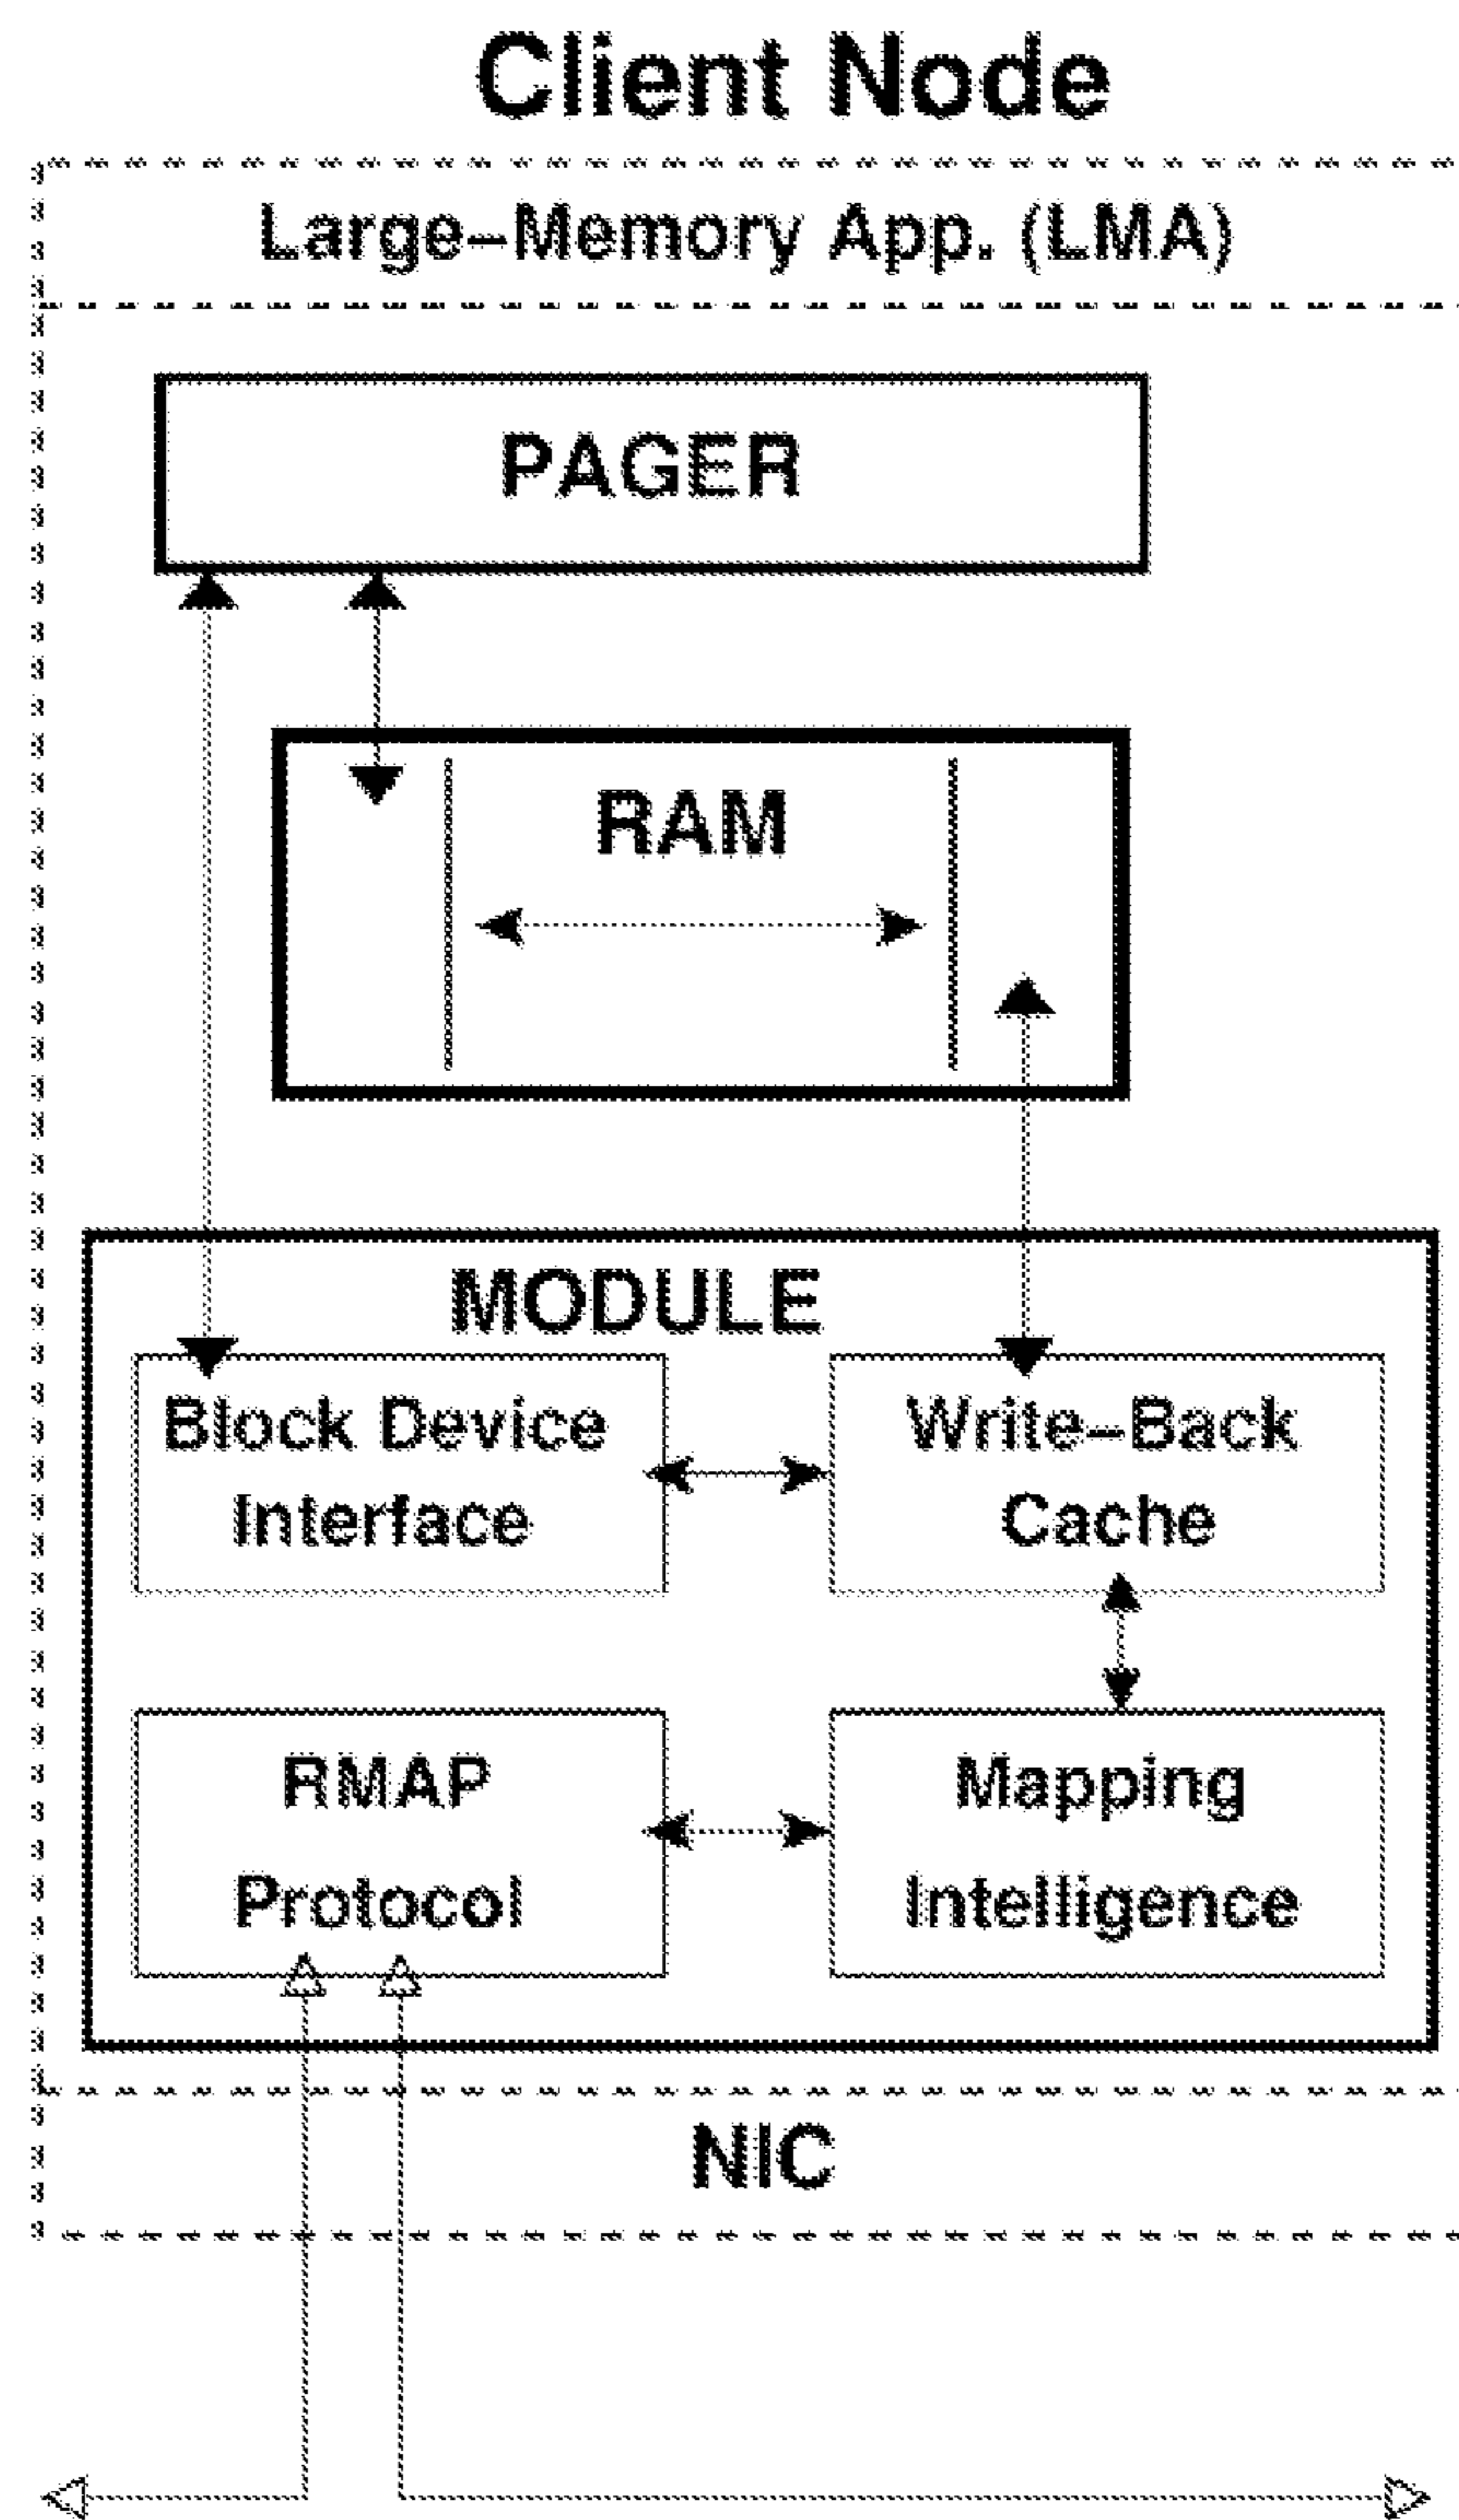 Client Node
Large–Memory App. (LMA)
PAGER
RAM
MODULE
Block Device
Interface
Write–Back
Cache
RMAP
Protocol
Mapping
Intelligence
NIC